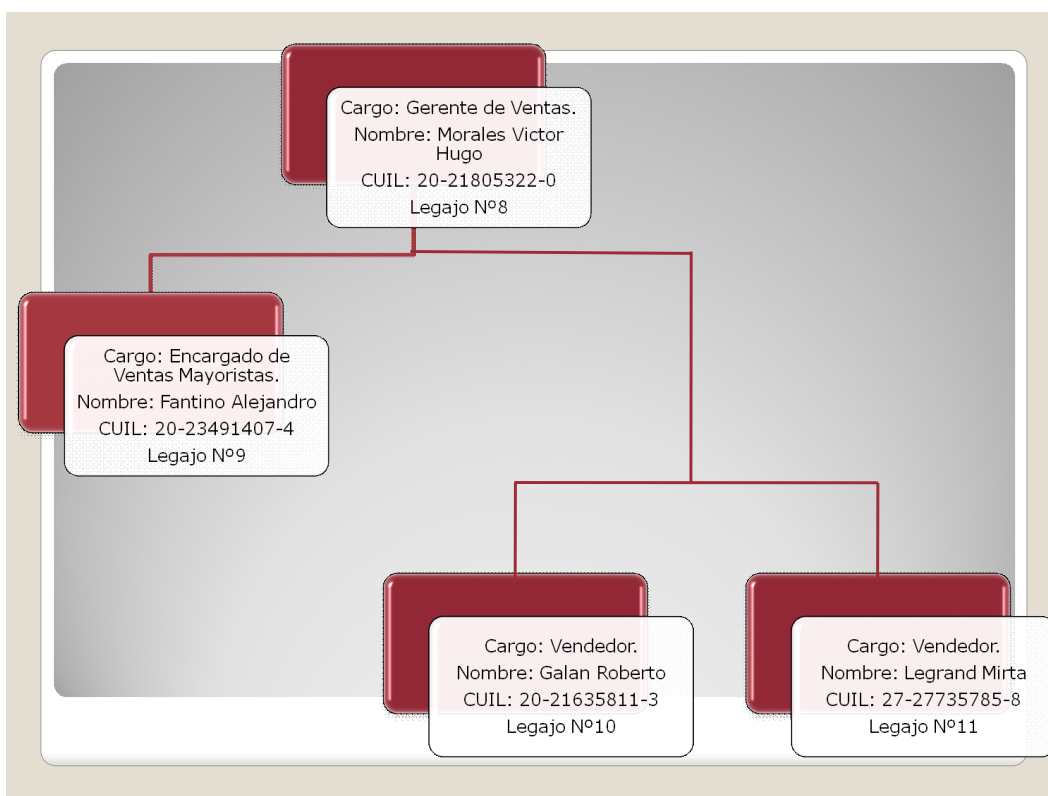 Cargo: Gerente de Ventas.
Nombre: Morales Victor
Hugo
CUIL: 20-21805322-0
Legajo Nº8
Cargo: Encargado de
Ventas Mayoristas.
Nombre: Fantino Alejandro
CUIL: 20-23491407-4
Legajo Nº9
Cargo: Vendedor.
Nombre: Galan Roberto
CUIL: 20-21635811-3
Legajo Nº10
Cargo: Vendedor.
Nombre: Legrand Mirta
CUIL: 27-27735785-8
Legajo Nº11